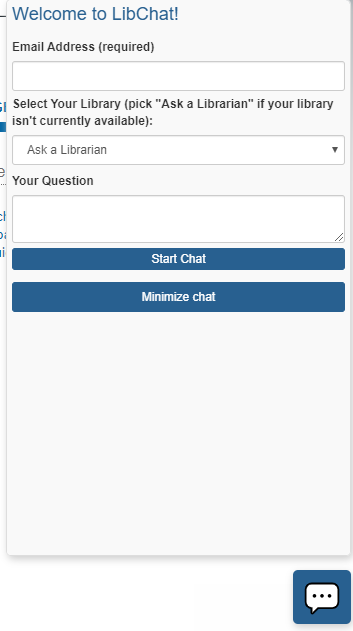 Welcome to LibChat!
Email Address (required)
Select Your Library (pick "Ask a Librarian" if your library
isn't currently available):
Ask a Librarian
Your Question
Start Chat
Minimize chat